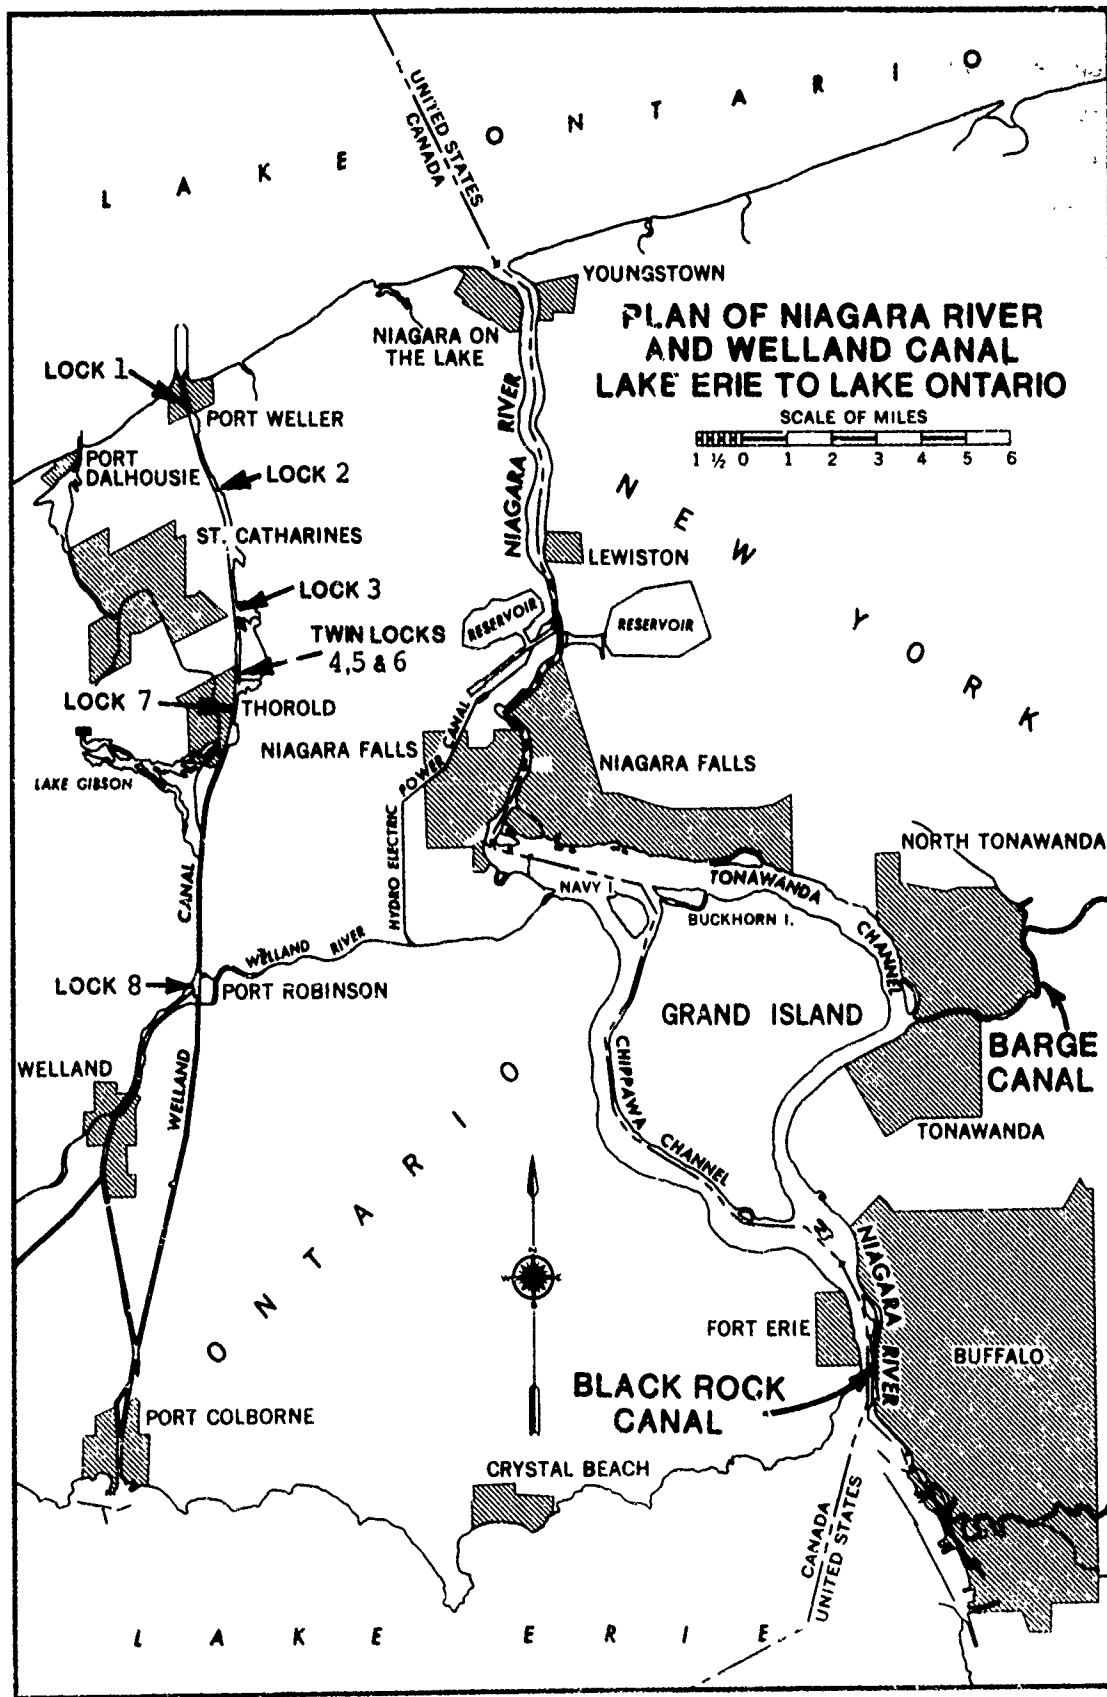 LAKE ONTARIO
UNITED STATES
CANADA
YOUNGSTOWN
NIAGARA ON
THE LAKE
PLAN OF NIAGARA RIVER
AND WELLAND CANAL
LAKE ERIE TO LAKE ONTARIO
SCALE OF MILES
1 ½ 0 1 2 3 4 5 6
LOCK 1
PORT WELLER
PORT
DALHOUSIE
LOCK 2
NIAGARA RIVER
NEW YORK
ST. CATHARINES
LEWISTON
LOCK 3
RESERVOIR
RESERVOIR
TWIN LOCKS
4,5 & 6
LOCK 7
THOROLD
NIAGARA FALLS
NIAGARA FALLS
LAKE GIBSON
HYDRO ELECTRIC POWER CANAL
NORTH TONAWANDA
NAVY I.
TONAWANDA CHANNEL
BUCKHORN I.
WELLAND CANAL
WELLAND RIVER
LOCK 8
PORT ROBINSON
GRAND ISLAND
BARGE
CANAL
WELLAND
CHIPPAWA CHANNEL
TONAWANDA
ONTARIO
N
W
NIAGARA RIVER
FORT ERIE
BUFFALO
BLACK ROCK
CANAL
PORT COLBORNE
CRYSTAL BEACH
CANADA
UNITED STATES
LAKE ERIE